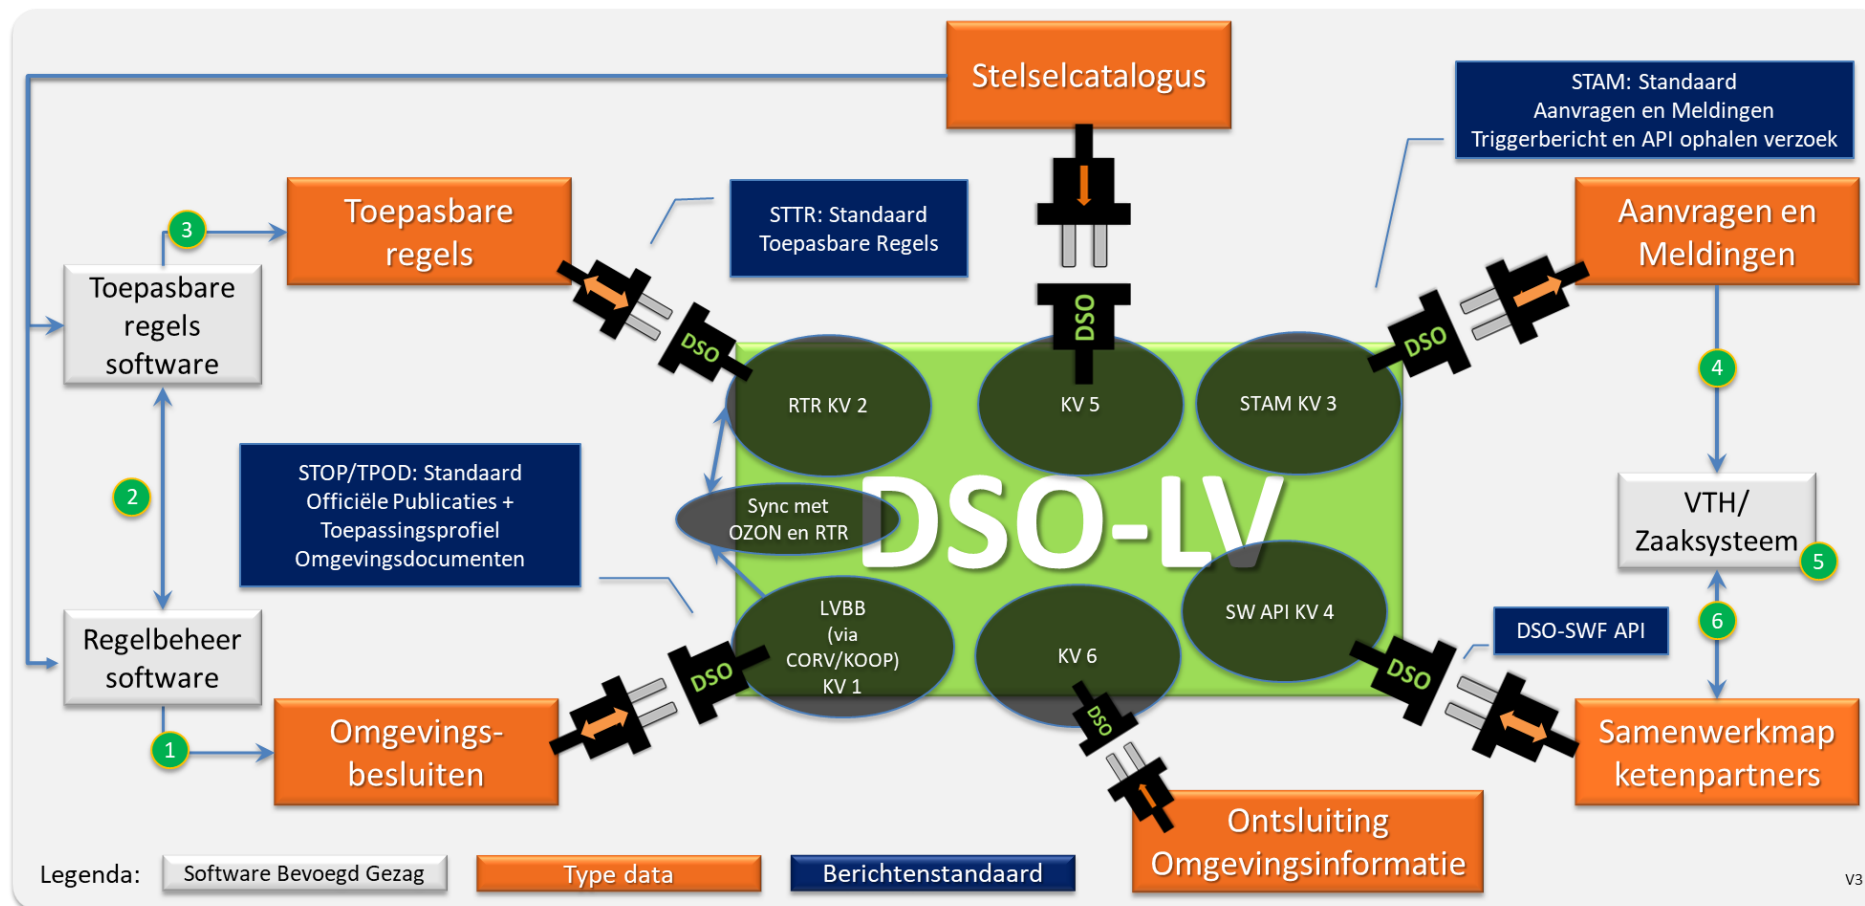 Stelselcatalogus
STAM: Standaard
Aanvragen en Meldingen
Triggerbericht en API ophalen verzoek
Toepasbare
regels
STTR: Standaard
Toepasbare Regels
Aanvragen en
Meldingen
3
Toepasbare
regels
software
DSO
DSO
DSO
4
RTR KV 2
KV 5
STAM KV 3
2
STOP/TPOD: Standaard
Officiële Publicaties +
Toepassingsprofiel
Omgevingsdocumenten
Sync met
OZON en RTR
DSO-LV
VTH/
Zaaksysteem
5
Regelbeheer
software
LVBB
(via
CORV/KOOP)
KV 1
KV 6
SW API KV 4
DSO-SWF API
6
DSO
DSO
DSO
1
Omgevings-
besluiten
Samenwerkmap
ketenpartners
Ontsluiting
Omgevingsinformatie
Legenda:
Software Bevoegd Gezag
Type data
Berichtenstandaard
V3